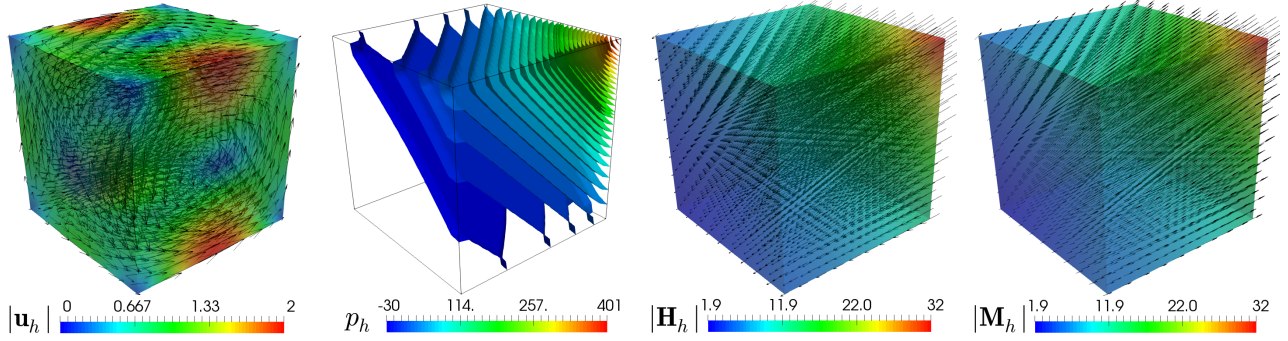 |u_h| 0 0.667 1.33 2
p_h -30 114. 257. 401
|H_h| 1.9 11.9 22.0 32
|M_h| 1.9 11.9 22.0 32